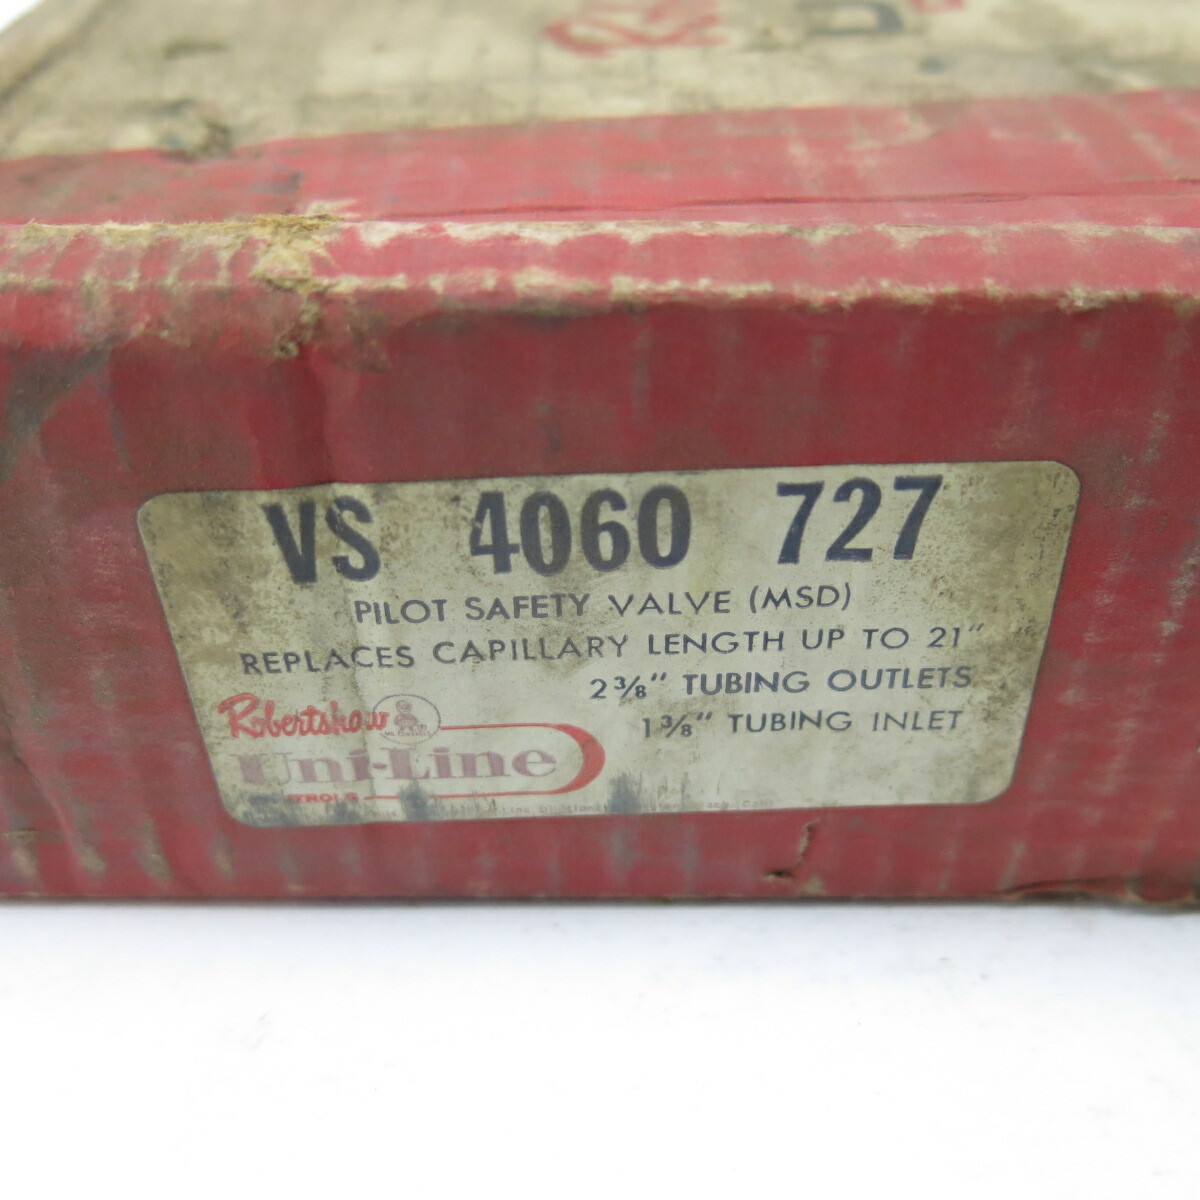 VS 4060 727
PILOT SAFETY VALVE (MSD)
REPLACES CAPILLARY LENGTH UP TO 21"
2 3/8" TUBING OUTLETS
1 3/8" TUBING INLET
Robertshaw
Uni-Line